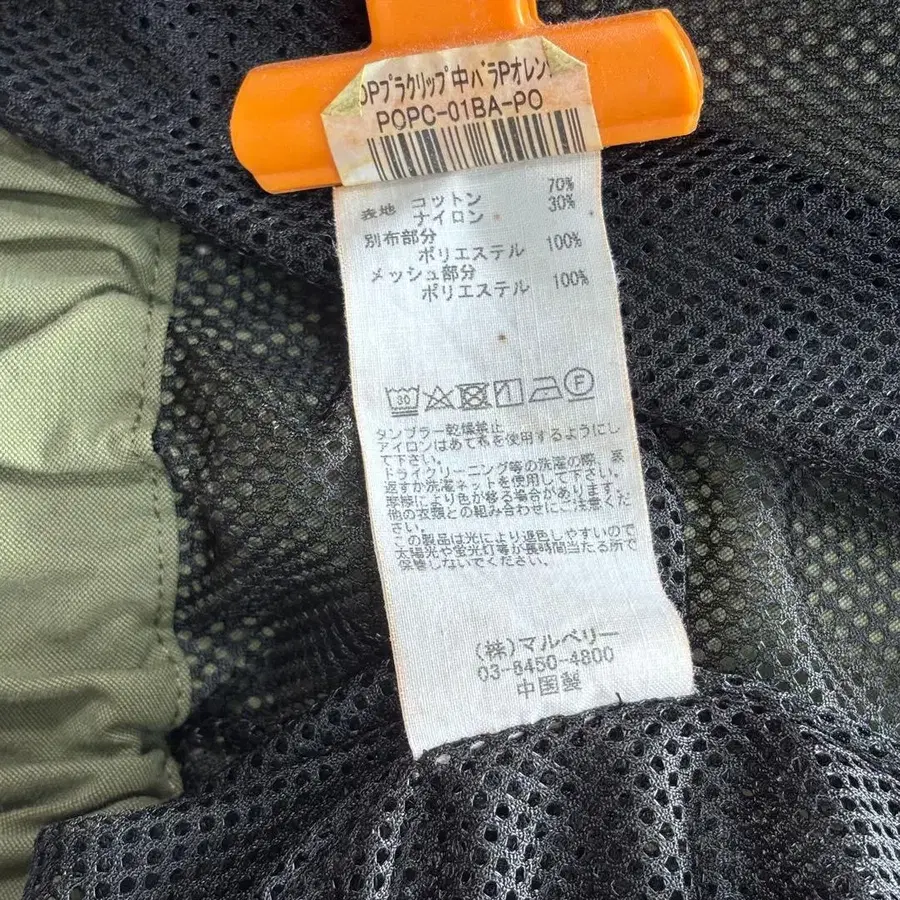 OPプラクリップ中バラPオレン
POPC-01BA-PO
表地 コットン 70%
ナイロン 30%
別布部分
ポリエステル 100%
メッシュ部分
ポリエステル 100%
30 F
タンブラー乾燥禁止
アイロンはあて布を使用するようにし
て下さい。
ドライクリーニング等の洗濯の際、裏
返すか洗濯ネットを使用して下さい。
摩擦により色が移る場合があります。
他の衣類との組み合わせにご注意くだ
さい。
この製品は光により退色しやすいので
太陽光や蛍光灯等が長時間当たる所で
保管しないでください。
(株)マルベリー
03-8450-4800
中国製